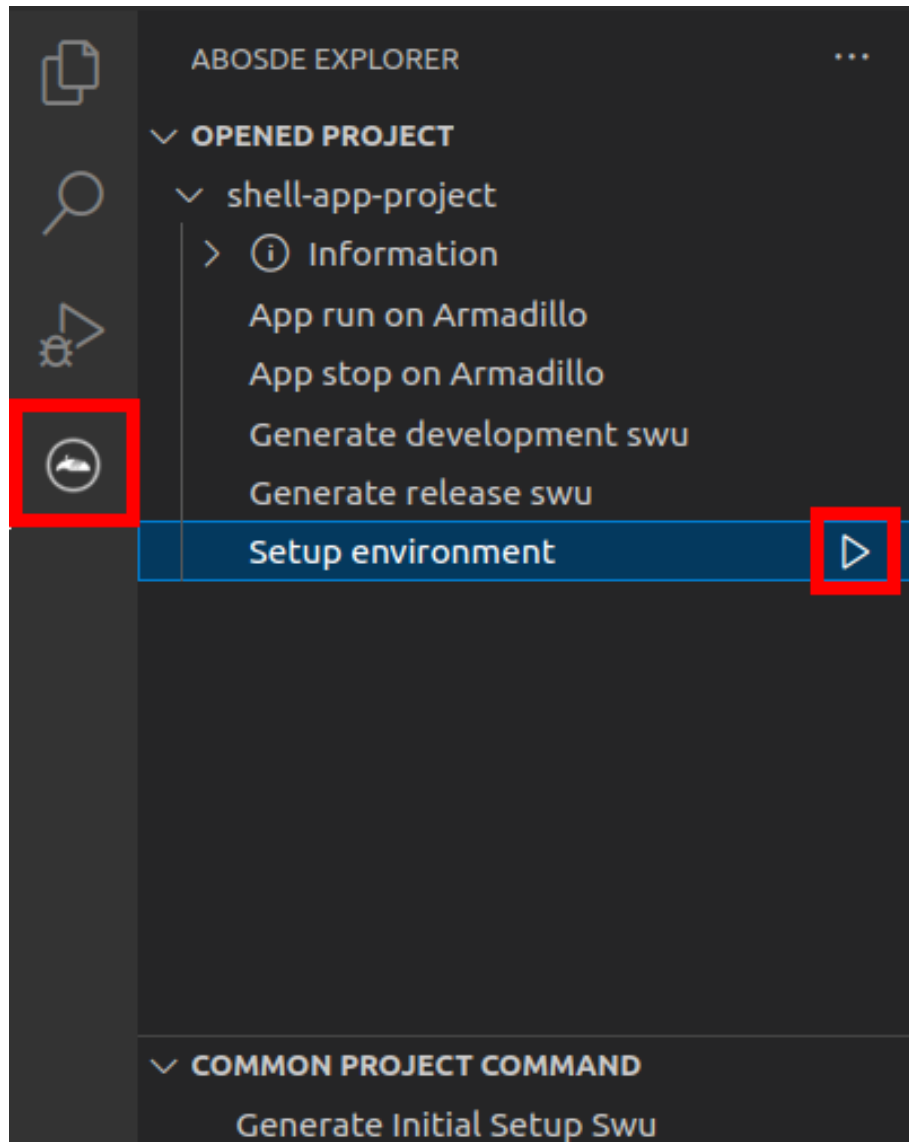 ABOSDE EXPLORER
OPENED PROJECT
shell-app-project
Information
App run on Armadillo
App stop on Armadillo
Generate development swu
Generate release swu
Setup environment
COMMON PROJECT COMMAND
Generate Initial Setup Swu